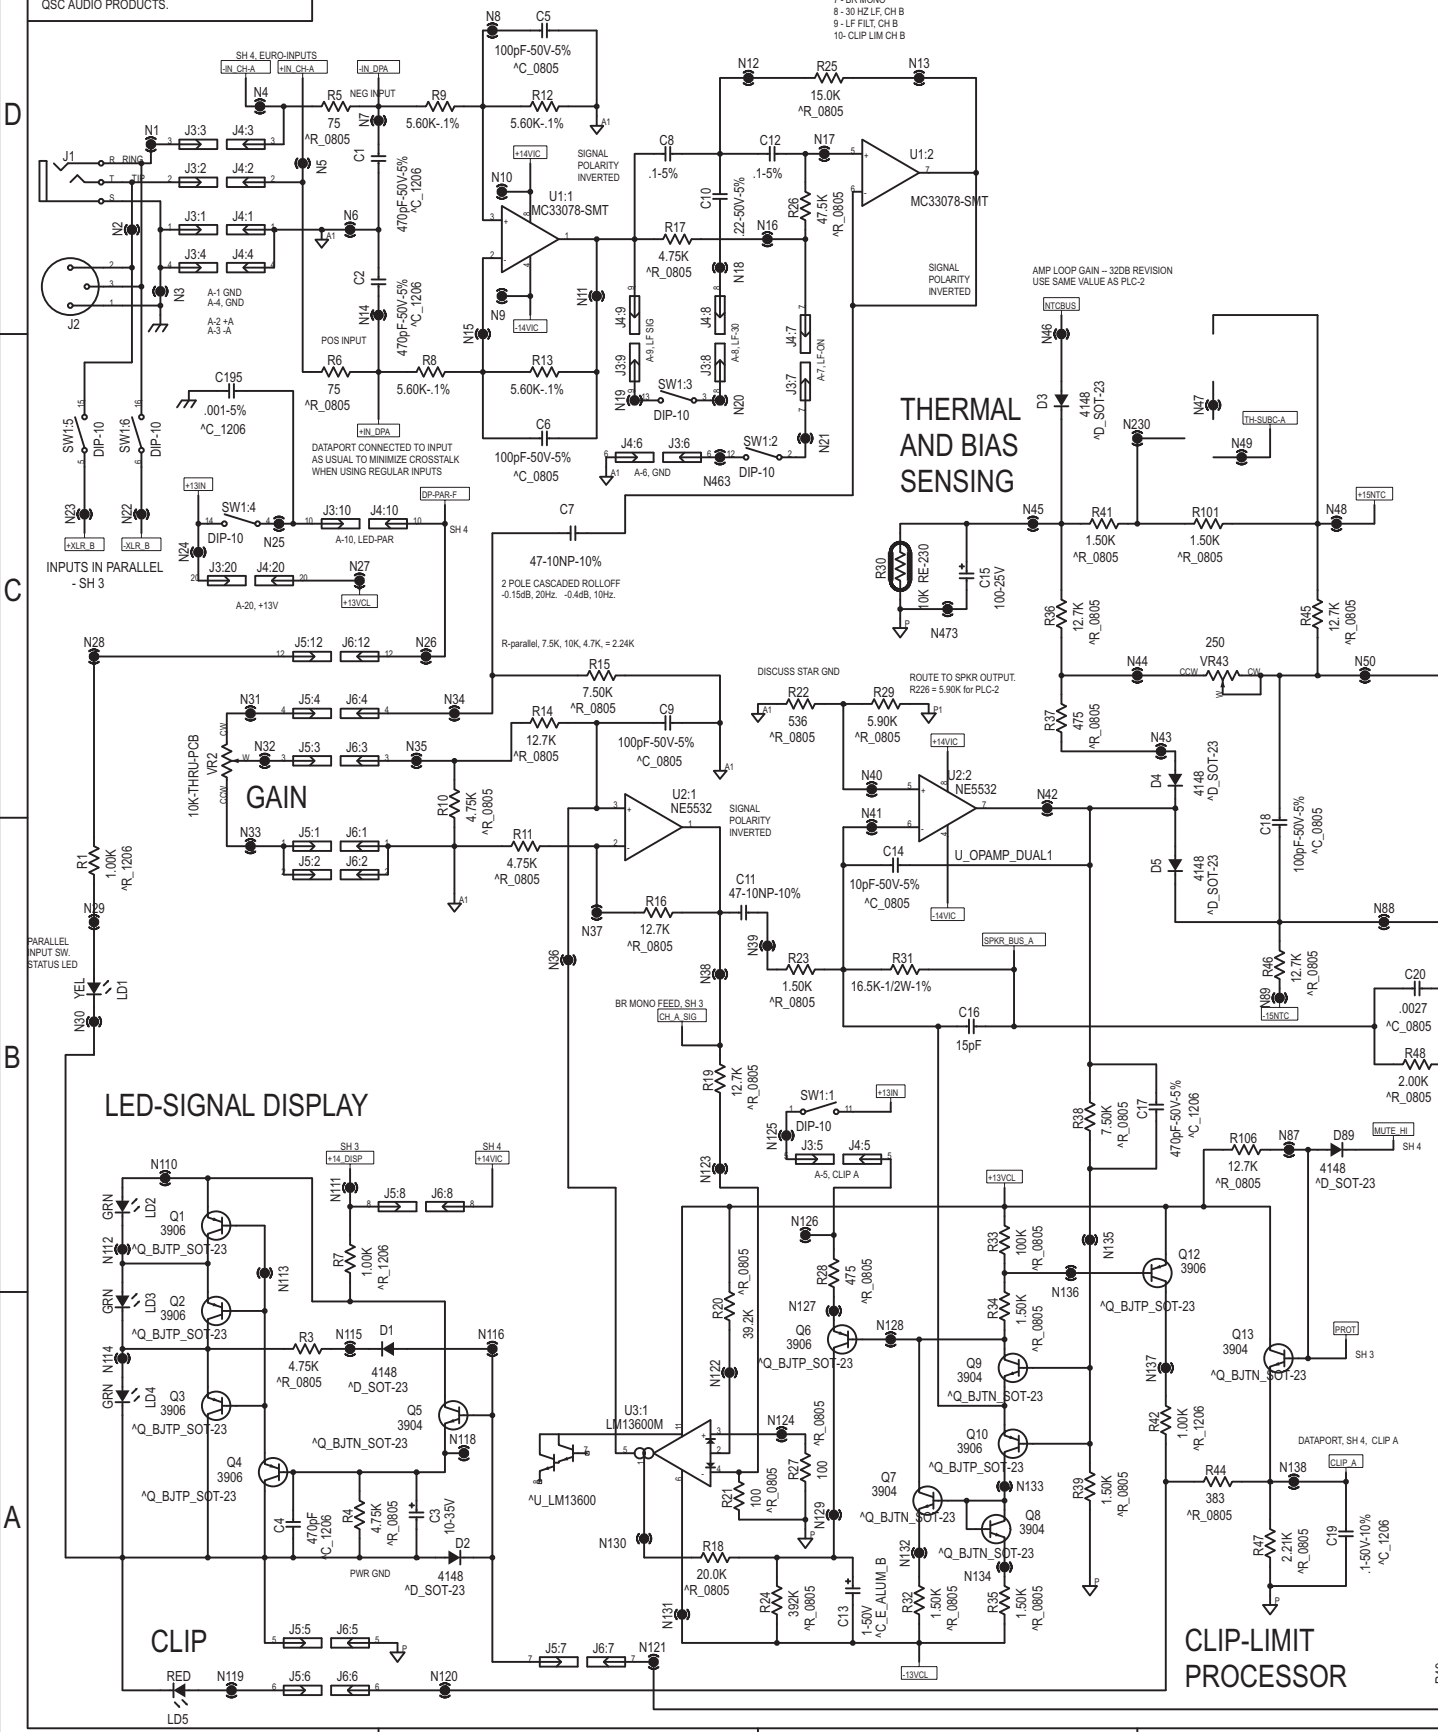 QSC AUDIO PRODUCTS.
8 - 30 HZ LF, CH B
9 - LF FILT, CH B
10- CLIP LIM CH B
D
C
B
A
SH 4, EURO-INPUTS
-IN_CH-A
+IN_CH-A
-IN_DPA
NEG INPUT
N8
C5
100pF-50V-5%
^C_0805
N4
R5
75
^R_0805
N7
R9
5.60K-.1%
R12
5.60K-.1%
A1
N12
R25
15.0K
^R_0805
N13
N1
J3:3
J4:3
J1
R
RING
T
TIP
S
J3:2
J4:2
N5
C1
470pF-50V-5%
^C_1206
+14VIC
SIGNAL
POLARITY
INVERTED
N10
U1:1
MC33078-SMT
C8
.1-5%
C12
.1-5%
N17
U1:2
MC33078-SMT
C10
.22-50V-5%
R26
47.5K
^R_0805
N2
J3:1
J4:1
N6
A1
J3:4
J4:4
C2
470pF-50V-5%
^C_1206
R17
4.75K
^R_0805
N16
N18
SIGNAL
POLARITY
INVERTED
J2
N3
A-1 GND
A-4, GND
A-2 +A
A-3 -A
N14
N9
-14VIC
N11
N15
J4:9
J3:9
A-9, LF SIG
J4:8
J3:8
A-8, LF-30
J4:7
J3:7
A-7, LF-ON
POS INPUT
R6
75
^R_0805
R8
5.60K-.1%
R13
5.60K-.1%
N19
SW1:3
DIP-10
N20
N21
C195
.001-5%
^C_1206
+IN_DPA
C6
100pF-50V-5%
^C_0805
DATAPORT CONNECTED TO INPUT
AS USUAL TO MINIMIZE CROSSTALK
WHEN USING REGULAR INPUTS
J4:6
J3:6
A1
A-6, GND
N463
SW1:2
DIP-10
SW1:5
DIP-10
SW1:6
DIP-10
AMP LOOP GAIN -- 32DB REVISION
USE SAME VALUE AS PLC-2
NTCBUS
N46
D3
4148
^D_SOT-23
N230
N47
TH-SUBC-A
N49
THERMAL
AND BIAS
SENSING
+13IN
SW1:4
DIP-10
N25
N24
J3:10
J4:10
A-10, LED-PAR
DP-PAR-F
SH 4
N23
N22
+XLR_B
-XLR_B
INPUTS IN PARALLEL
- SH 3
J3:20
J4:20
A-20, +13V
N27
+13VCL
C7
47-10NP-10%
2 POLE CASCADED ROLLOFF
-0.15dB, 20Hz. -0.4dB, 10Hz.
R-parallel, 7.5K, 10K, 4.7K, = 2.24K
N45
R41
1.50K
^R_0805
R101
1.50K
^R_0805
N48
+15NTC
R30
10K RE-230
C15
100-25V
P
N473
R36
12.7K
^R_0805
R45
12.7K
^R_0805
N28
J5:12
J6:12
N26
R15
7.50K
^R_0805
N44
250
VR43
CCW
CW
W
N50
N31
J5:4
J6:4
N34
R14
12.7K
^R_0805
C9
100pF-50V-5%
^C_0805
A1
DISCUSS STAR GND
R22
536
^R_0805
A1
R29
5.90K
^R_0805
ROUTE TO SPKR OUTPUT.
R226 = 5.90K for PLC-2
P1
R37
475
^R_0805
N43
10K-THRU-PCB
VR2
CW
W
CCW
N32
J5:3
J6:3
N35
GAIN
R10
4.75K
^R_0805
U2:1
NE5532
SIGNAL
POLARITY
INVERTED
+14VIC
N40
U2:2
NE5532
N41
N42
D4
4148
^D_SOT-23
N33
J5:1
J6:1
J5:2
J6:2
A1
R11
4.75K
^R_0805
C14
10pF-50V-5%
^C_0805
U_OPAMP_DUAL1
-14VIC
D5
4148
^D_SOT-23
C18
100pF-50V-5%
^C_0805
R1
1.00K
^R_1206
N29
N37
R16
12.7K
^R_0805
C11
47-10NP-10%
N39
N88
PARALLEL
INPUT SW.
STATUS LED
YEL
LD1
N30
N36
N38
R23
1.50K
^R_0805
R31
16.5K-1/2W-1%
SPKR_BUS_A
R46
12.7K
^R_0805
N89
-15NTC
BR MONO FEED, SH 3
CH_A_SIG
C16
15pF
C20
.0027
^C_0805
R48
2.00K
^R_0805
LED-SIGNAL DISPLAY
R19
12.7K
^R_0805
SW1:1
DIP-10
+13IN
N125
J3:5
J4:5
A-5, CLIP A
R38
7.50K
^R_0805
C17
470pF-50V-5%
^C_1206
R106
12.7K
^R_0805
N87
D89
4148
^D_SOT-23
MUTE_HI
SH 4
N110
SH 3
+14_DISP
N111
SH 4
+14VIC
J5:8
J6:8
N123
+13VCL
GRN
LD2
Q1
3906
^Q_BJTP_SOT-23
N112
N113
R7
1.00K
^R_1206
N126
R33
100K
^R_0805
N135
N136
Q12
3906
^Q_BJTP_SOT-23
GRN
LD3
Q2
3906
^Q_BJTP_SOT-23
R20
39.2K
^R_0805
R28
475
^R_0805
N127
R34
1.50K
^R_0805
N114
R3
4.75K
^R_0805
N115
D1
4148
^D_SOT-23
N116
Q6
3906
^Q_BJTP_SOT-23
N128
N122
Q9
3904
^Q_BJTN_SOT-23
N137
Q13
3904
^Q_BJTN_SOT-23
PROT
SH 3
GRN
LD4
Q3
3906
^Q_BJTP_SOT-23
Q5
3904
^Q_BJTN_SOT-23
N118
U3:1
LM13600M
^U_LM13600
N124
R27
100
^R_0805
R21
100
^R_0805
P
Q10
3906
^Q_BJTP_SOT-23
R42
1.00K
^R_1206
DATAPORT, SH 4, CLIP A
CLIP_A
Q4
3906
^Q_BJTP_SOT-23
Q7
3904
^Q_BJTN_SOT-23
N133
R39
1.50K
^R_0805
R44
383
^R_0805
N138
C4
470pF
^C_1206
R4
4.75K
^R_0805
C3
10-35V
N130
N129
Q8
3904
^Q_BJTN_SOT-23
R47
2.21K
^R_0805
C19
.1-50V-10%
^C_1206
PWR GND
D2
4148
^D_SOT-23
R18
20.0K
^R_0805
N132
N134
P
P
R24
392K
^R_0805
C13
1-50V
^C_E_ALUM_B
R32
1.50K
^R_0805
R35
1.50K
^R_0805
N131
CLIP
J5:5
J6:5
P
J5:7
J6:7
N121
-13VCL
CLIP-LIMIT
PROCESSOR
RED
LD5
N119
J5:6
J6:6
N120